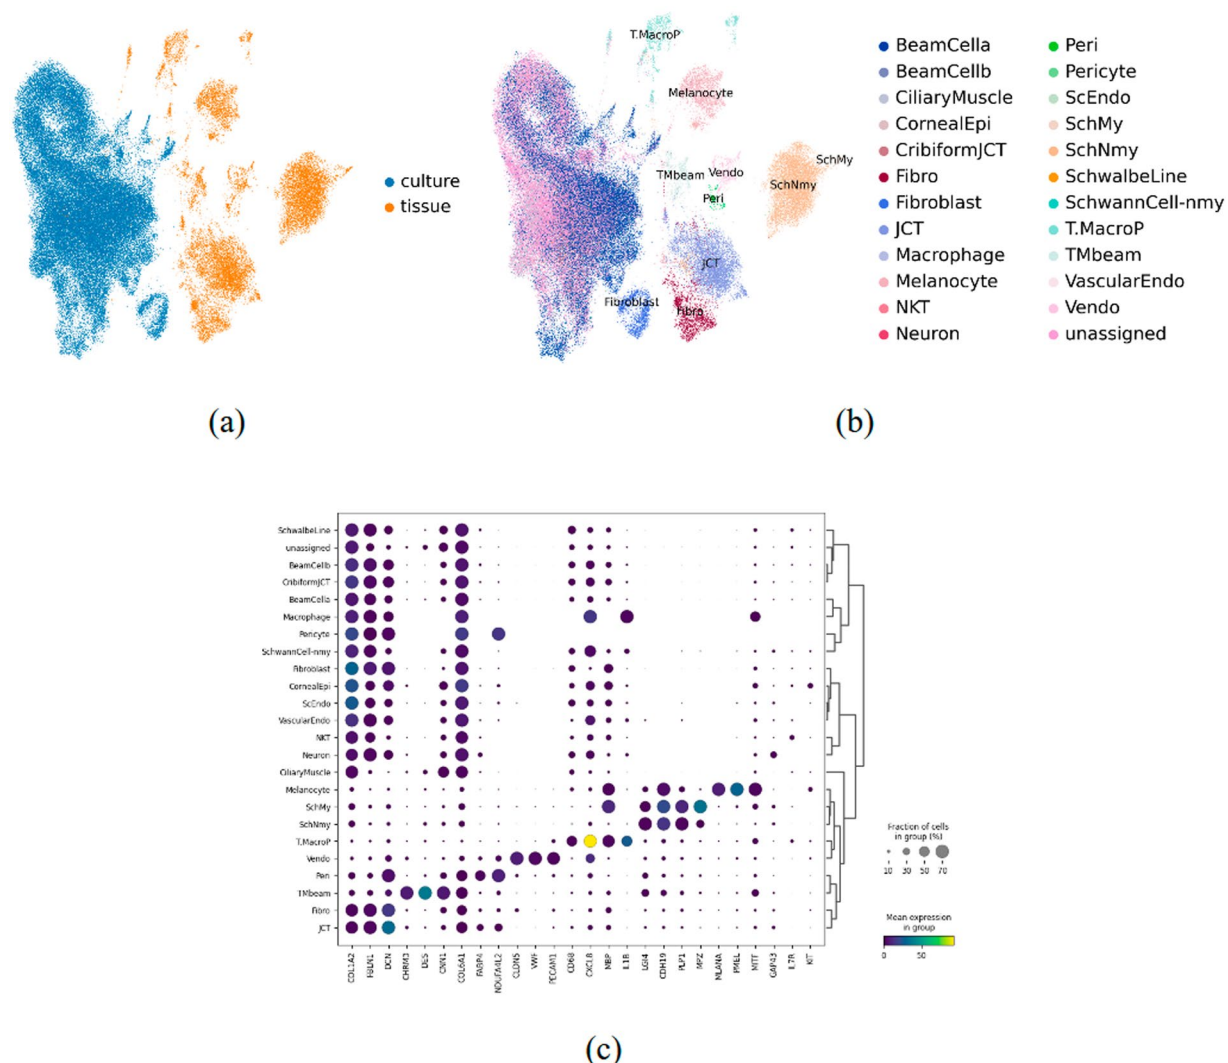 culture
tissue
(a)
T.MacroP
Melanocyte
TMbeam
Vendo
Peri
SchMy
SchNmy
JCT
Fibroblast
Fibro
BeamCella
BeamCellb
CiliaryMuscle
CornealEpi
CribiformJCT
Fibro
Fibroblast
JCT
Macrophage
Melanocyte
NKT
Neuron
Peri
Pericyte
ScEndo
SchMy
SchNmy
SchwalbeLine
SchwannCell-nmy
T.MacroP
TMbeam
VascularEndo
Vendo
unassigned
(b)
SchwalbeLine
unassigned
BeamCellb
CribiformJCT
BeamCella
Macrophage
Pericyte
SchwannCell-nmy
Fibroblast
CornealEpi
ScEndo
VascularEndo
NKT
Neuron
CiliaryMuscle
Melanocyte
SchMy
SchNmy
T.MacroP
Vendo
Peri
TMbeam
Fibro
JCT
COL1A2
FBLN1
DCN
CHRM3
DES
CNN1
COL6A1
FABP4
NDUFA4L2
CLDN5
VWF
PECAM1
CD68
CXCL8
MBP
IL1B
LGI4
CDH19
PLP1
MPZ
MLANA
PMEL
MITF
GAP43
IL7R
KIT
Fraction of cells
in group (%)
10 30 50 70
Mean expression
in group
0 50
(c)